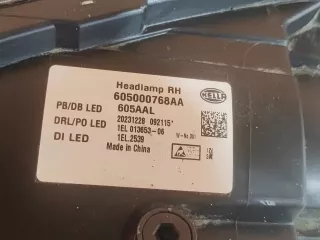 Headlamp RH
605000768AA
605AAL
HELLA
PB/DB LED
DRL/PO LED
DI LED
20231228 092115*
1EL 013653-06
1EL.2539
Made in China